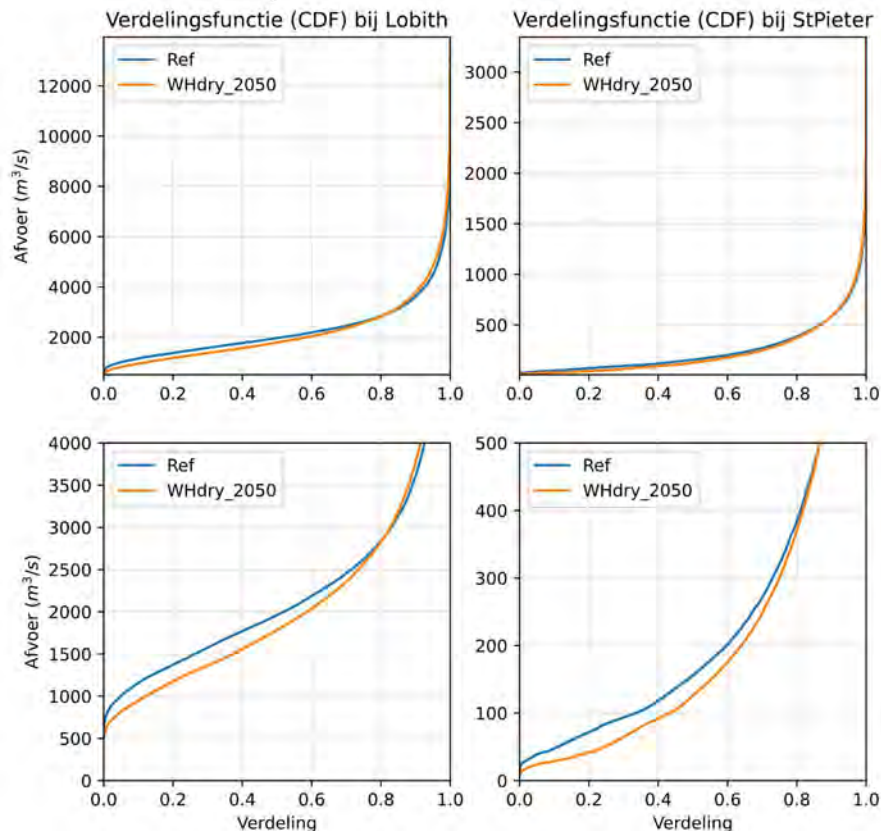 Verdelingsfunctie (CDF) bij Lobith
Verdelingsfunctie (CDF) bij StPieter
Ref
WHdry_2050
Afvoer (m³/s)
12000
10000
8000
6000
4000
2000
0.0 0.2 0.4 0.6 0.8 1.0
Ref
WHdry_2050
3000
2500
2000
1500
1000
500
0.0 0.2 0.4 0.6 0.8 1.0
Ref
WHdry_2050
Afvoer (m³/s)
4000
3500
3000
2500
2000
1500
1000
500
0
0.0 0.2 0.4 0.6 0.8 1.0
Verdeling
Ref
WHdry_2050
500
400
300
200
100
0
0.0 0.2 0.4 0.6 0.8 1.0
Verdeling